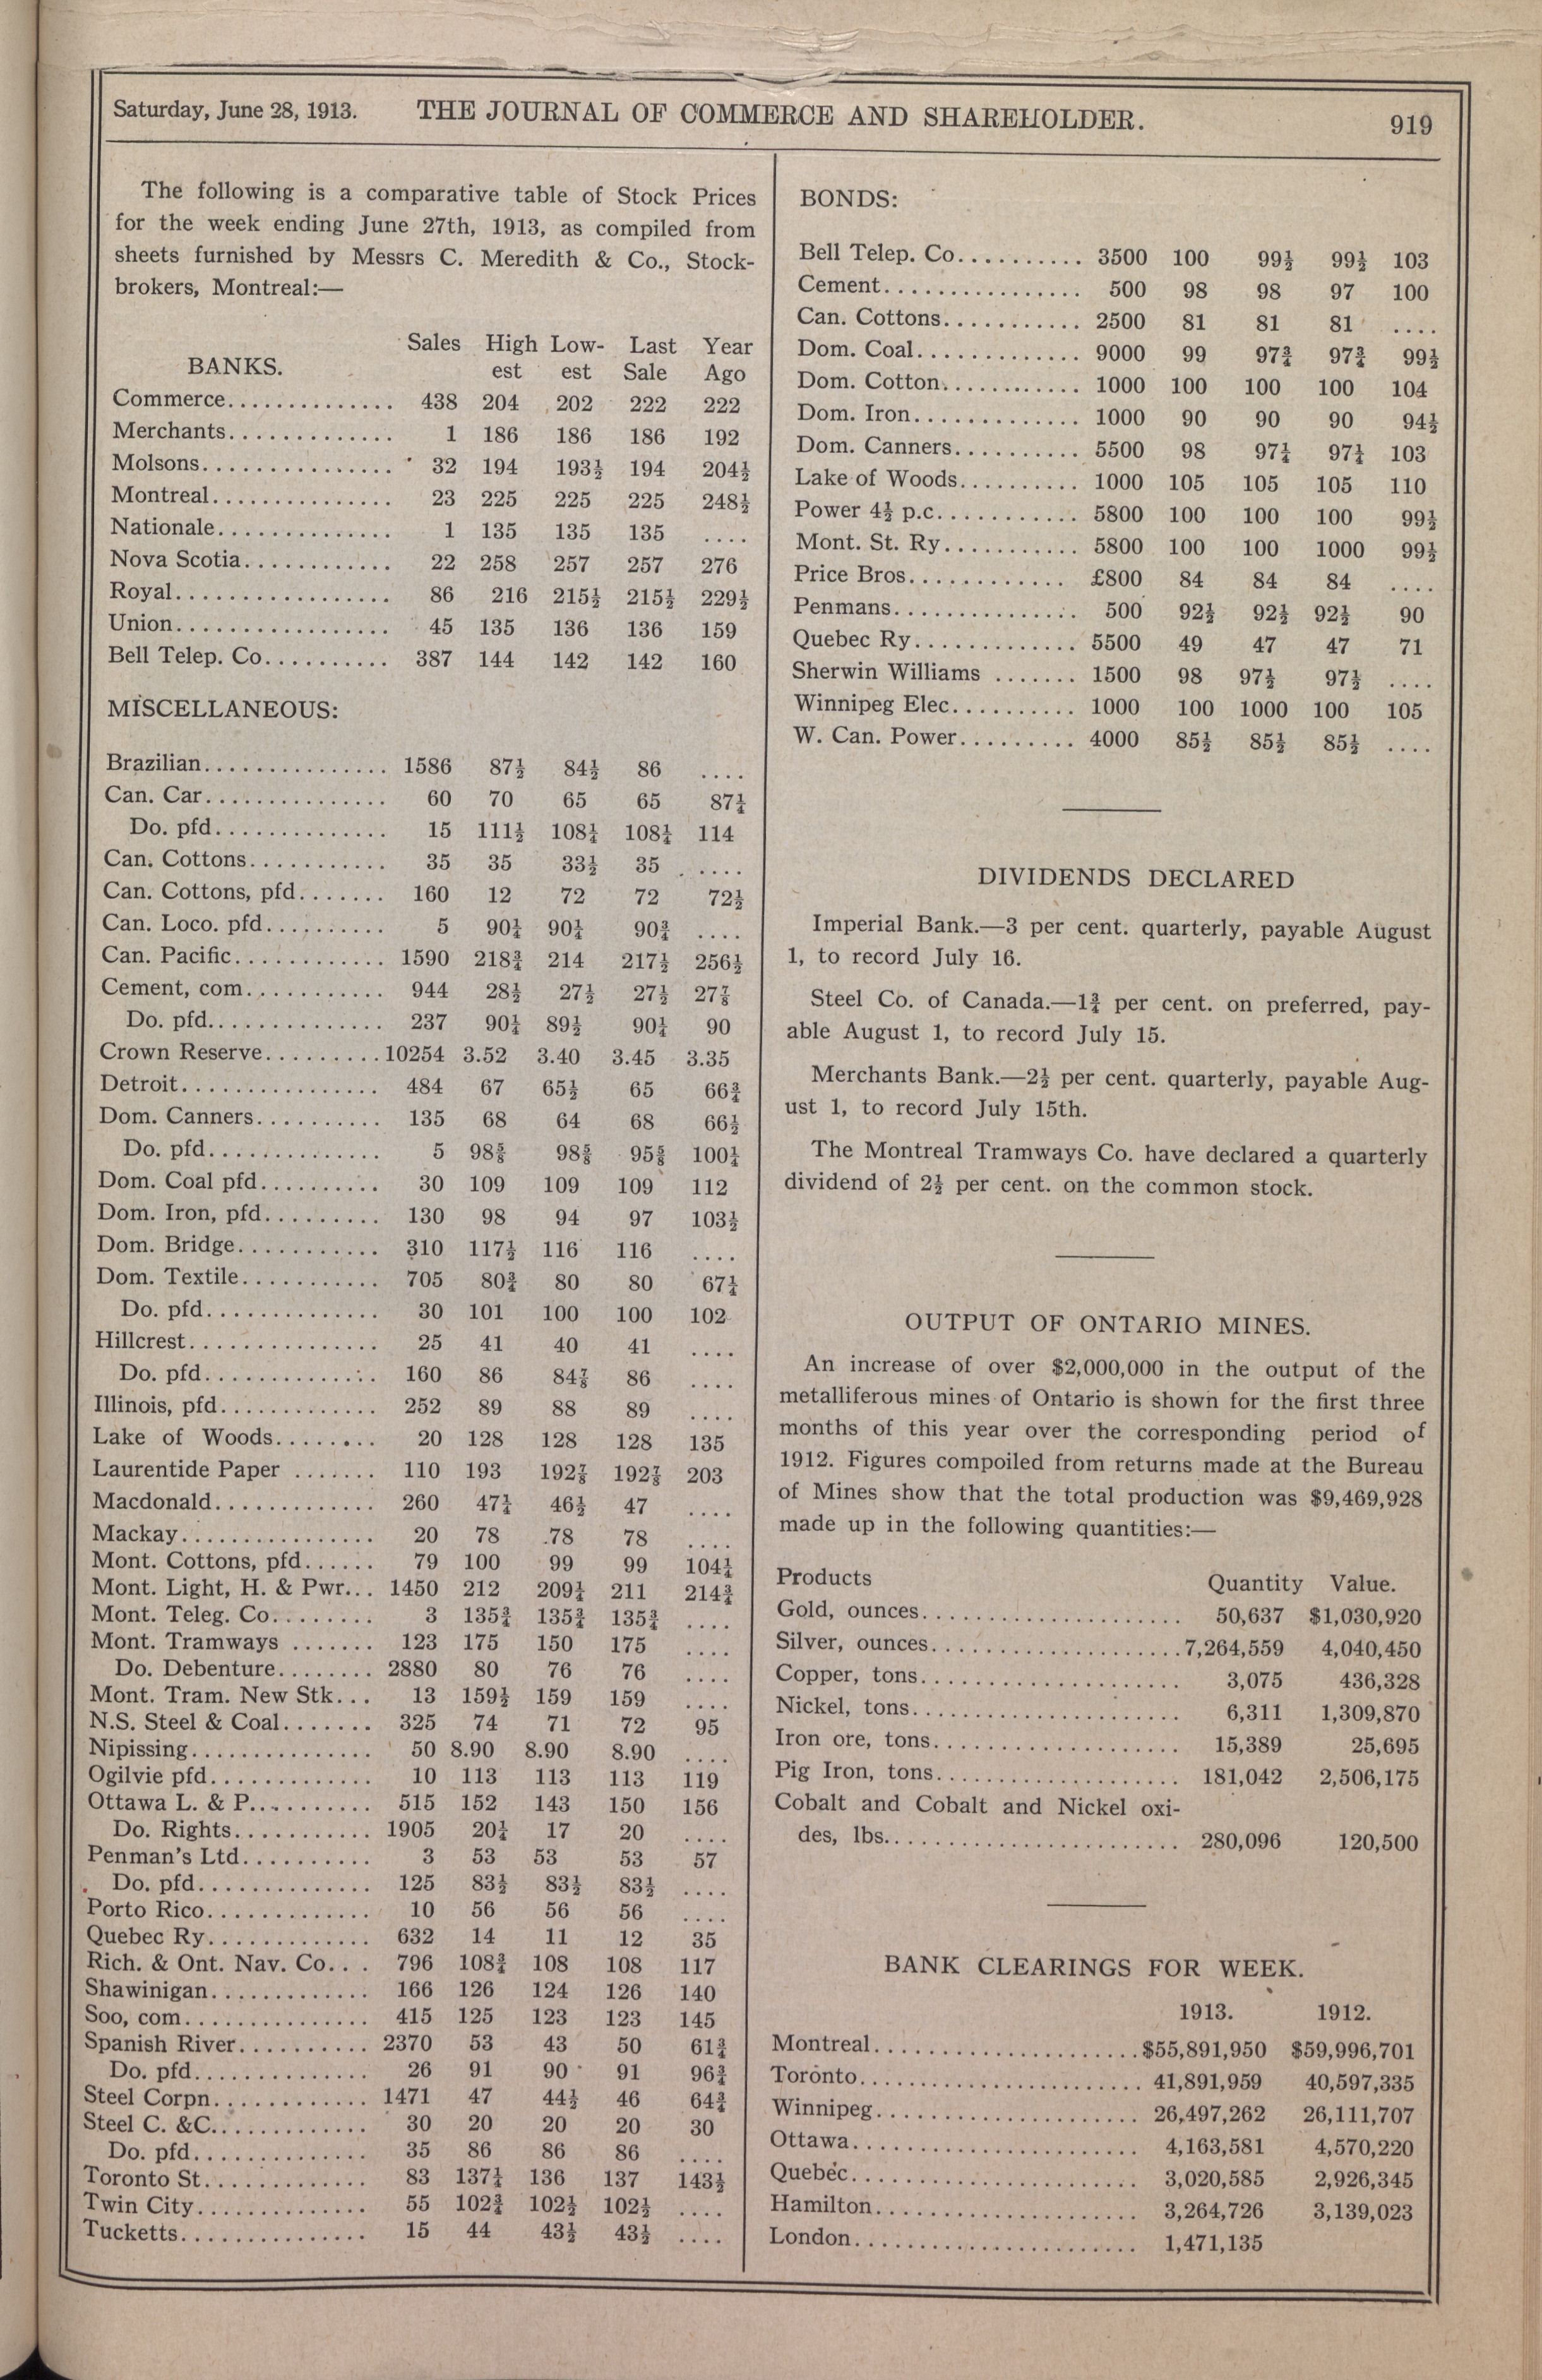 Saturday, June 28, 1913. THE JOURNAL OF COMMERCE AND SHAREHOLDER. 919
The following is a comparative table of Stock Prices
for the week ending June 27th, 1913, as compiled from
sheets furnished by Messrs C. Meredith & Co., Stock-
brokers, Montreal:—
Sales High Low- Last Year
BANKS. est est Sale Ago
Commerce.............. 438 204 202 222 222
Merchants............. 1 186 186 186 192
Molsons............... 32 194 193½ 194 204½
Montreal.............. 23 225 225 225 248½
Nationale.............. 1 135 135 135 ....
Nova Scotia............ 22 258 257 257 276
Royal................. 86 216 215½ 215½ 229½
Union................. 45 135 136 136 159
Bell Telep. Co.......... 387 144 142 142 160
MISCELLANEOUS:
Brazilian............... 1586 87½ 84½ 86 ....
Can. Car............... 60 70 65 65 87¼
Do. pfd.............. 15 111½ 108¼ 108¼ 114
Can. Cottons........... 35 35 33½ 35 ....
Can. Cottons, pfd....... 160 12 72 72 72½
Can. Loco. pfd.......... 5 90¼ 90¼ 90¾ ....
Can. Pacific............ 1590 218¾ 214 217½ 256½
Cement, com........... 944 28½ 27½ 27½ 27⅞
Do. pfd.............. 237 90¼ 89½ 90¼ 90
Crown Reserve......... 10254 3.52 3.40 3.45 3.35
Detroit............... 484 67 65½ 65 66¾
Dom. Canners.......... 135 68 64 68 66½
Do. pfd.............. 5 98⅝ 98⅝ 95⅝ 100¼
Dom. Coal pfd.......... 30 109 109 109 112
Dom. Iron, pfd......... 130 98 94 97 103½
Dom. Bridge........... 310 117½ 116 116 ....
Dom. Textile........... 705 80¾ 80 80 67¼
Do. pfd.............. 30 101 100 100 102
Hillcrest............... 25 41 40 41 ....
Do. pfd.............. 160 86 84⅞ 86 ....
Illinois, pfd............. 252 89 88 89 ....
Lake of Woods........ 20 128 128 128 135
Laurentide Paper ....... 110 193 192⅞ 192⅞ 203
Macdonald............. 260 47¼ 46½ 47 ....
Mackay............... 20 78 78 78 ....
Mont. Cottons, pfd...... 79 100 99 99 104¼
Mont. Light, H. & Pwr... 1450 212 209¼ 211 214¾
Mont. Teleg. Co........ 3 135¾ 135¾ 135¾ ....
Mont. Tramways ....... 123 175 150 175 ....
Do. Debenture........ 2880 80 76 76 ....
Mont. Tram. New Stk... 13 159½ 159 159 ....
N.S. Steel & Coal....... 325 74 71 72 95
Nipissing.............. 50 8.90 8.90 8.90 ....
Ogilvie pfd............. 10 113 113 113 119
Ottawa L. & P.......... 515 152 143 150 156
Do. Rights........... 1905 20¼ 17 20 ....
Penman's Ltd.......... 3 53 53 53 57
Do. pfd.............. 125 83½ 83½ 83½ ....
Porto Rico............. 10 56 56 56 ....
Quebec Ry............. 632 14 11 12 35
Rich. & Ont. Nav. Co... 796 108¾ 108 108 117
Shawinigan............. 166 126 124 126 140
Soo, com............... 415 125 123 123 145
Spanish River.......... 2370 53 43 50 61¾
Do. pfd.............. 26 91 90 91 96¾
Steel Corpn............ 1471 47 44½ 46 64¾
Steel C. &C............ 30 20 20 20 30
Do. pfd.............. 35 86 86 86 ....
Toronto St............. 83 137¼ 136 137 143½
Twin City.............. 55 102¾ 102½ 102½ ....
Tucketts............... 15 44 43½ 43½ ....
BONDS:
Bell Telep. Co.......... 3500 100 99½ 99½ 103
Cement................ 500 98 98 97 100
Can. Cottons........... 2500 81 81 81 ....
Dom. Coal............. 9000 99 97¾ 97¾ 99½
Dom. Cotton............ 1000 100 100 100 104
Dom. Iron............. 1000 90 90 90 94½
Dom. Canners.......... 5500 98 97¼ 97¼ 103
Lake of Woods.......... 1000 105 105 105 110
Power 4½ p.c........... 5800 100 100 100 99½
Mont. St. Ry........... 5800 100 100 1000 99½
Price Bros............ £800 84 84 84 ....
Penmans.............. 500 92½ 92½ 92½ 90
Quebec Ry............. 5500 49 47 47 71
Sherwin Williams ....... 1500 98 97½ 97½ ....
Winnipeg Elec.......... 1000 100 1000 100 105
W. Can. Power......... 4000 85½ 85½ 85½ ....
DIVIDENDS DECLARED
Imperial Bank.—3 per cent. quarterly, payable August
1, to record July 16.
Steel Co. of Canada.—1¾ per cent. on preferred, pay-
able August 1, to record July 15.
Merchants Bank.—2½ per cent. quarterly, payable Aug-
ust 1, to record July 15th.
The Montreal Tramways Co. have declared a quarterly
dividend of 2½ per cent. on the common stock.
OUTPUT OF ONTARIO MINES.
An increase of over $2,000,000 in the output of the
metalliferous mines of Ontario is shown for the first three
months of this year over the corresponding period of
1912. Figures compoiled from returns made at the Bureau
of Mines show that the total production was $9,469,928
made up in the following quantities:—
Products Quantity Value.
Gold, ounces..................... 50,637 $1,030,920
Silver, ounces.................... 7,264,559 4,040,450
Copper, tons..................... 3,075 436,328
Nickel, tons...................... 6,311 1,309,870
Iron ore, tons.................... 15,389 25,695
Pig Iron, tons.................... 181,042 2,506,175
Cobalt and Cobalt and Nickel oxi-
des, lbs........................ 280,096 120,500
BANK CLEARINGS FOR WEEK.
1913. 1912.
Montreal...................... $55,891,950 $59,996,701
Toronto........................ 41,891,959 40,597,335
Winnipeg...................... 26,497,262 26,111,707
Ottawa........................ 4,163,581 4,570,220
Quebec........................ 3,020,585 2,926,345
Hamilton...................... 3,264,726 3,139,023
London........................ 1,471,135